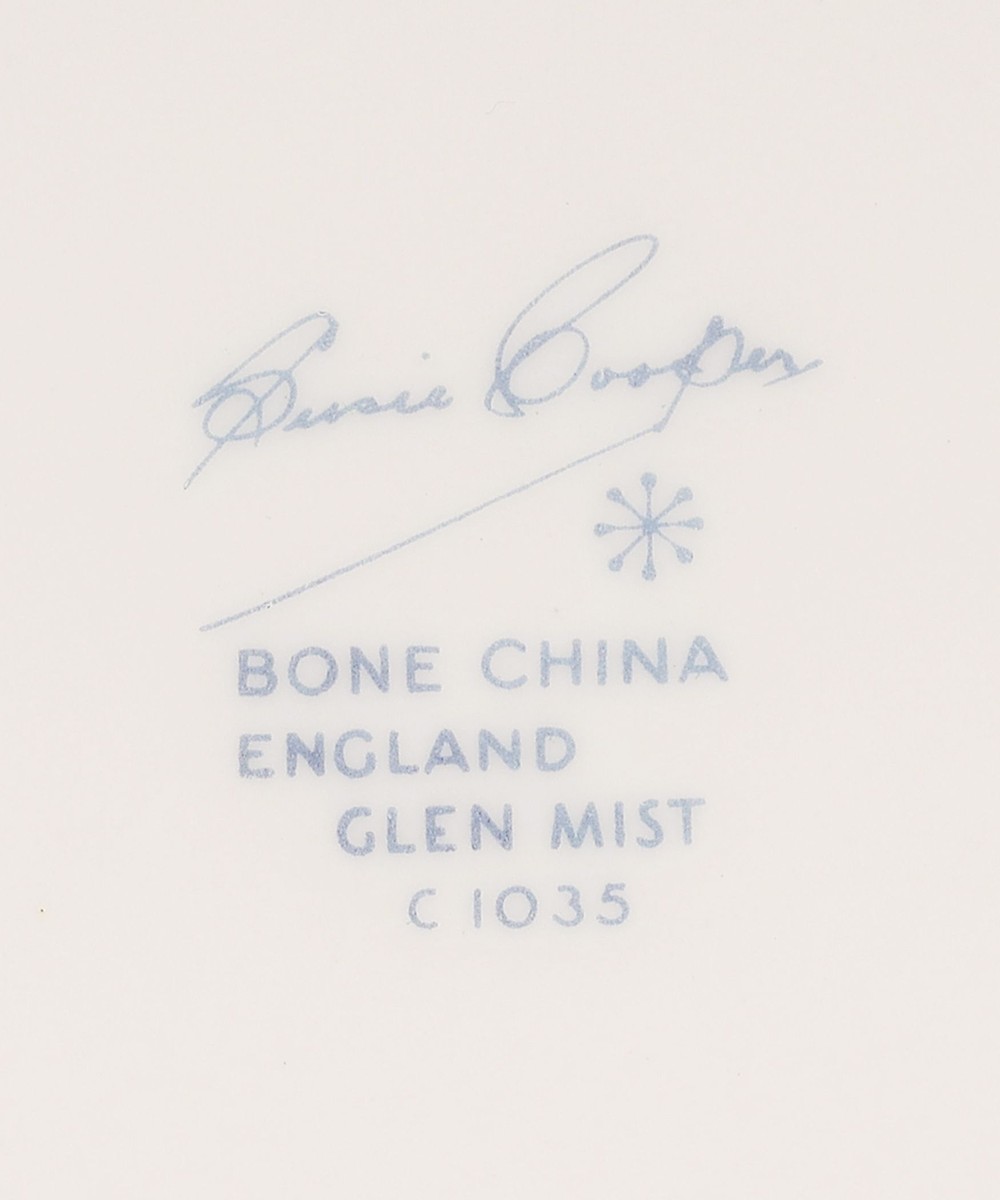 Susie Cooper
BONE CHINA
ENGLAND
GLEN MIST
C 1035